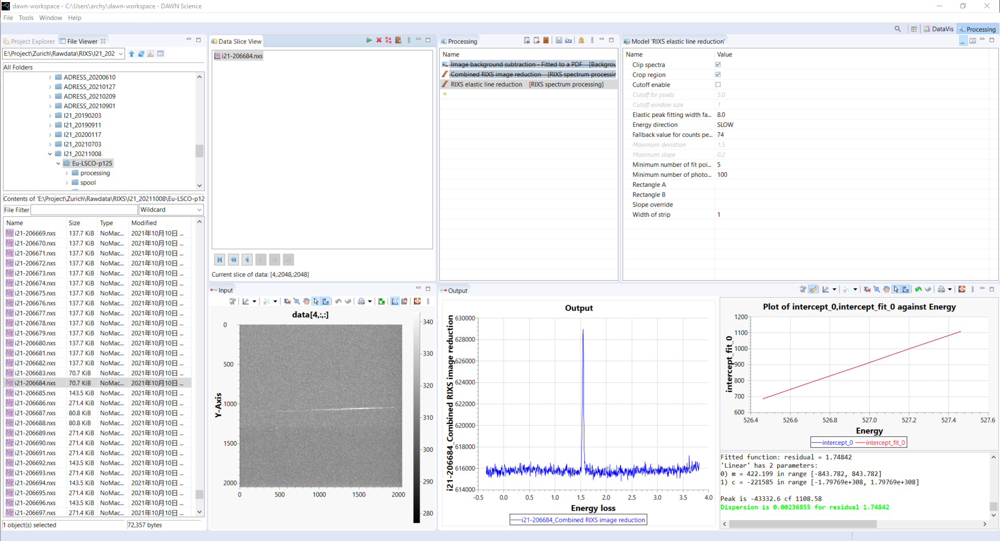 dawn-workspace - C:\Users\archy\dawn-workspace - DAWN Science
File Tools Window Help
DataVis Processing
Project Explorer File Viewer
E:\Project\Zurich\Rawdata\RIXS\I21_202
All Folders
ADRESS_20200610
ADRESS_20210127
ADRESS_20210209
ADRESS_20210901
I21_20190203
I21_20190911
I21_20200117
I21_20210703
I21_20211008
Eu-LSCO-p125
processing
spool
Contents of 'E:\Project\Zurich\Rawdata\RIXS\I21_20211008\Eu-LSCO-p12
File Filter Wildcard
Name Size Type Modified
i21-206669.nxs 137.7 KiB NoMac... 2021年10月10日 ...
i21-206670.nxs 137.7 KiB NoMac... 2021年10月10日 ...
i21-206671.nxs 137.7 KiB NoMac... 2021年10月10日 ...
i21-206672.nxs 137.7 KiB NoMac... 2021年10月10日 ...
i21-206673.nxs 137.7 KiB NoMac... 2021年10月10日 ...
i21-206674.nxs 137.7 KiB NoMac... 2021年10月10日 ...
i21-206675.nxs 137.7 KiB NoMac... 2021年10月10日 ...
i21-206676.nxs 137.7 KiB NoMac... 2021年10月10日 ...
i21-206677.nxs 137.7 KiB NoMac... 2021年10月10日 ...
i21-206678.nxs 137.7 KiB NoMac... 2021年10月10日 ...
i21-206679.nxs 137.7 KiB NoMac... 2021年10月10日 ...
i21-206680.nxs 137.7 KiB NoMac... 2021年10月10日 ...
i21-206681.nxs 137.7 KiB NoMac... 2021年10月10日 ...
i21-206682.nxs 137.7 KiB NoMac... 2021年10月10日 ...
i21-206683.nxs 70.7 KiB NoMac... 2021年10月10日 ...
i21-206684.nxs 70.7 KiB NoMac... 2021年10月10日 ...
i21-206685.nxs 143.5 KiB NoMac... 2021年10月10日 ...
i21-206686.nxs 271.4 KiB NoMac... 2021年10月10日 ...
i21-206687.nxs 80.8 KiB NoMac... 2021年10月10日 ...
i21-206688.nxs 80.8 KiB NoMac... 2021年10月10日 ...
i21-206689.nxs 271.4 KiB NoMac... 2021年10月10日 ...
i21-206690.nxs 271.4 KiB NoMac... 2021年10月10日 ...
i21-206691.nxs 271.4 KiB NoMac... 2021年10月10日 ...
i21-206692.nxs 143.5 KiB NoMac... 2021年10月10日 ...
i21-206693.nxs 271.4 KiB NoMac... 2021年10月10日 ...
i21-206694.nxs 143.5 KiB NoMac... 2021年10月10日 ...
i21-206695.nxs 271.4 KiB NoMac... 2021年10月10日 ...
i21-206696.nxs 143.5 KiB NoMac... 2021年10月10日 ...
i21-206697.nxs 271.4 KiB NoMac... 2021年10月10日 ...
1 object(s) selected 72,357 bytes
Data Slice View
i21-206684.nxs
Current slice of data: [4,:2048,:2048]
Processing
Name
Image background subtraction - Fitted to a PDF [Backgrou
Combined RIXS image reduction [RIXS spectrum processin
RIXS elastic line reduction [RIXS spectrum processing]
Model 'RIXS elastic line reduction'
Name Value
Clip spectra
Crop region
Cutoff enable
Cutoff for pixels 5.0
Cutoff window size 1
Elastic peak fitting width fa... 8.0
Energy direction SLOW
Fallback value for counts pe... 74
Maximum deviation 1.5
Maximum slope 0.2
Minimum number of fit poi... 5
Minimum number of photo... 100
Rectangle A
Rectangle B
Slope override
Width of strip 1
Input
data[4,:,:]
Y-Axis
0
500
1000
1500
2000
0 500 1000 1500 2000
340
330
320
310
300
290
280
Output
Output
i21-206684_Combined RIXS image reduction
630000
628000
626000
624000
622000
620000
618000
616000
614000
-0.5 0.0 0.5 1.0 1.5 2.0 2.5 3.0 3.5 4.0
Energy loss
i21-206684_Combined RIXS image reduction
Plot of intercept_0,intercept_fit_0 against Energy
intercept_fit_0
1200
1100
1000
900
800
700
600
526.4 526.6 526.8 527.0 527.2 527.4 527.6
Energy
intercept_0 intercept_fit_0
Fitted function: residual = 1.74842
'Linear' has 2 parameters:
0) m = 422.199 in range [-843.782, 843.782]
1) c = -221585 in range [-1.79769e+308, 1.79769e+308]
Peak is -43332.6 cf 1108.58
Dispersion is 0.00236855 for residual 1.74842